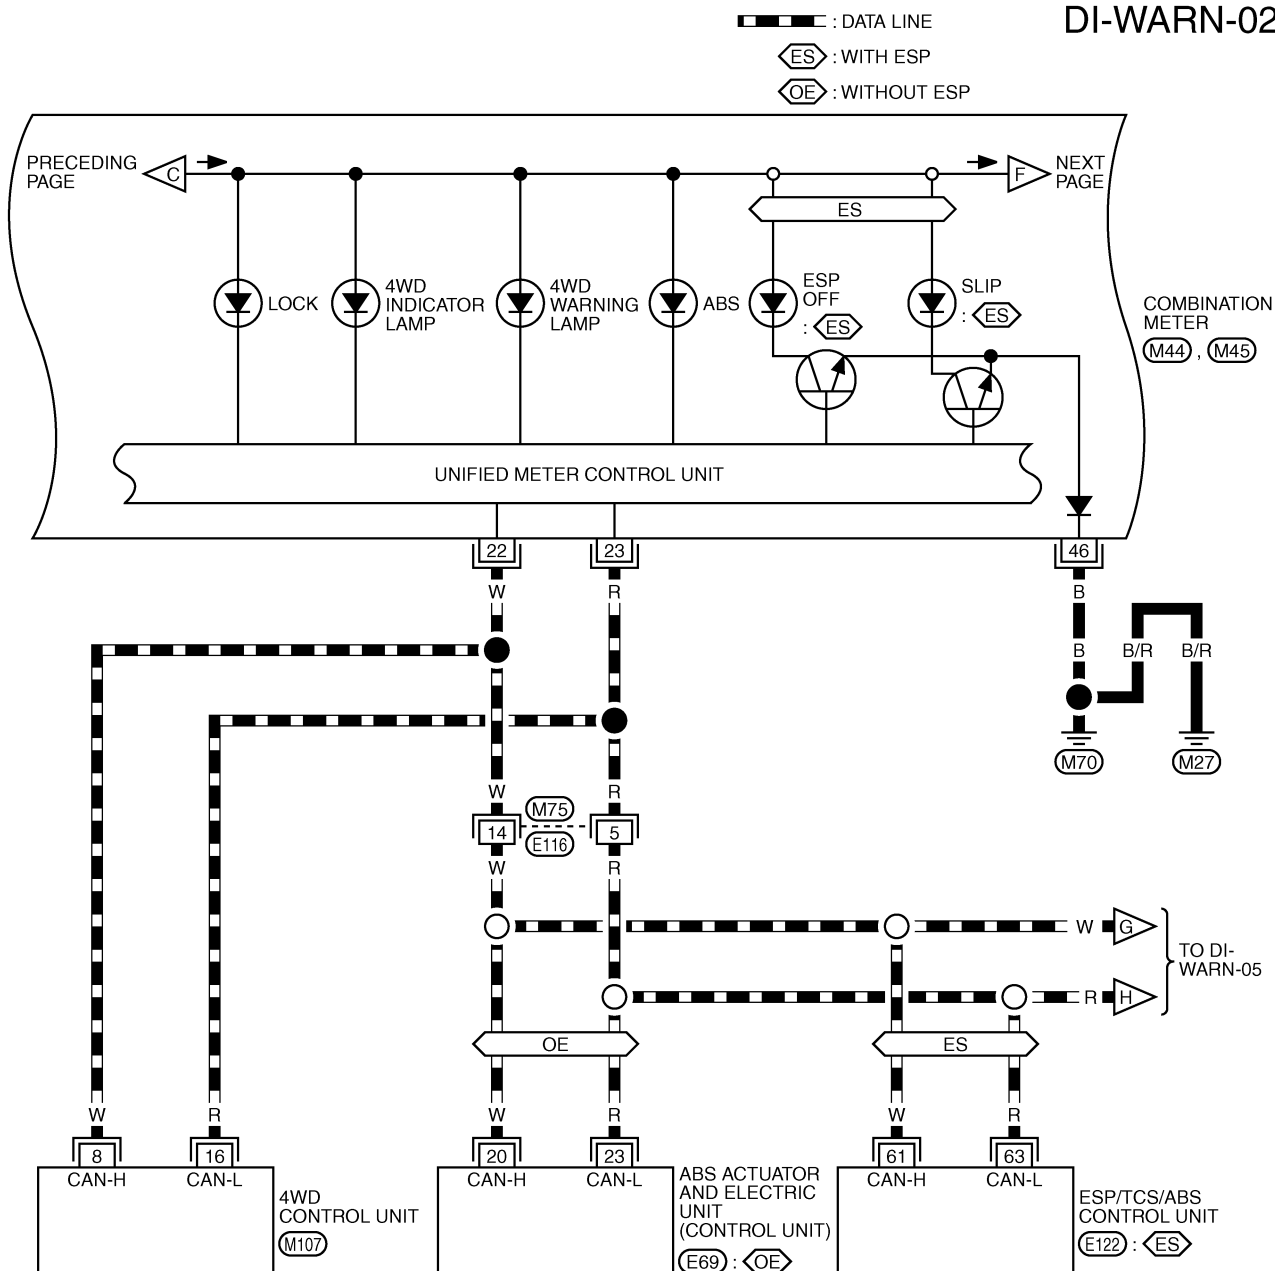 DI-WARN-02
: DATA LINE
ES : WITH ESP
OE : WITHOUT ESP
PRECEDING
PAGE
C
F
NEXT
PAGE
ES
LOCK
4WD
INDICATOR
LAMP
4WD
WARNING
LAMP
ABS
ESP
OFF
: ES
SLIP
: ES
COMBINATION
METER
M44 , M45
UNIFIED METER CONTROL UNIT
22
23
46
W
R
B
B
B/R
B/R
M70
M27
W
R
M75
14
5
E116
W
R
W
G
R
H
TO DI-
WARN-05
OE
ES
W
R
W
R
W
R
8
16
20
23
61
63
CAN-H
CAN-L
CAN-H
CAN-L
CAN-H
CAN-L
4WD
CONTROL UNIT
M107
ABS ACTUATOR
AND ELECTRIC
UNIT
(CONTROL UNIT)
E69 : OE
ESP/TCS/ABS
CONTROL UNIT
E122 : ES